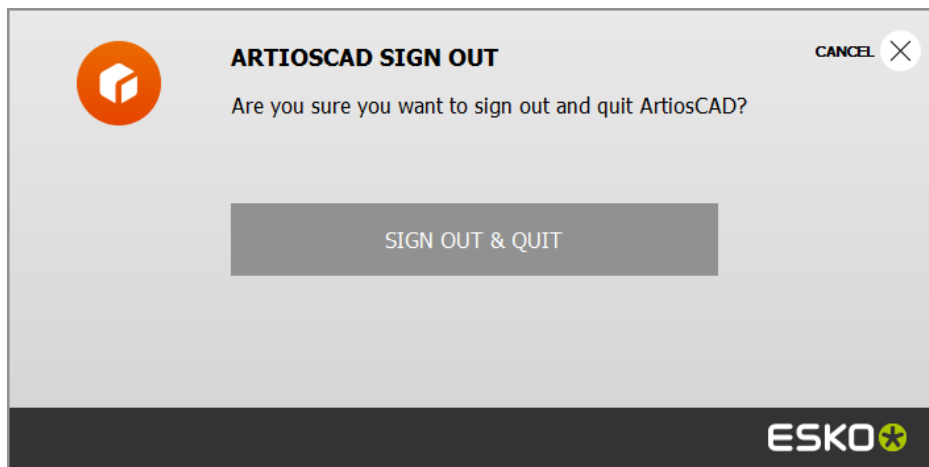 ARTIOSCAD SIGN OUT
CANCEL
Are you sure you want to sign out and quit ArtiosCAD?
SIGN OUT & QUIT
ESKO